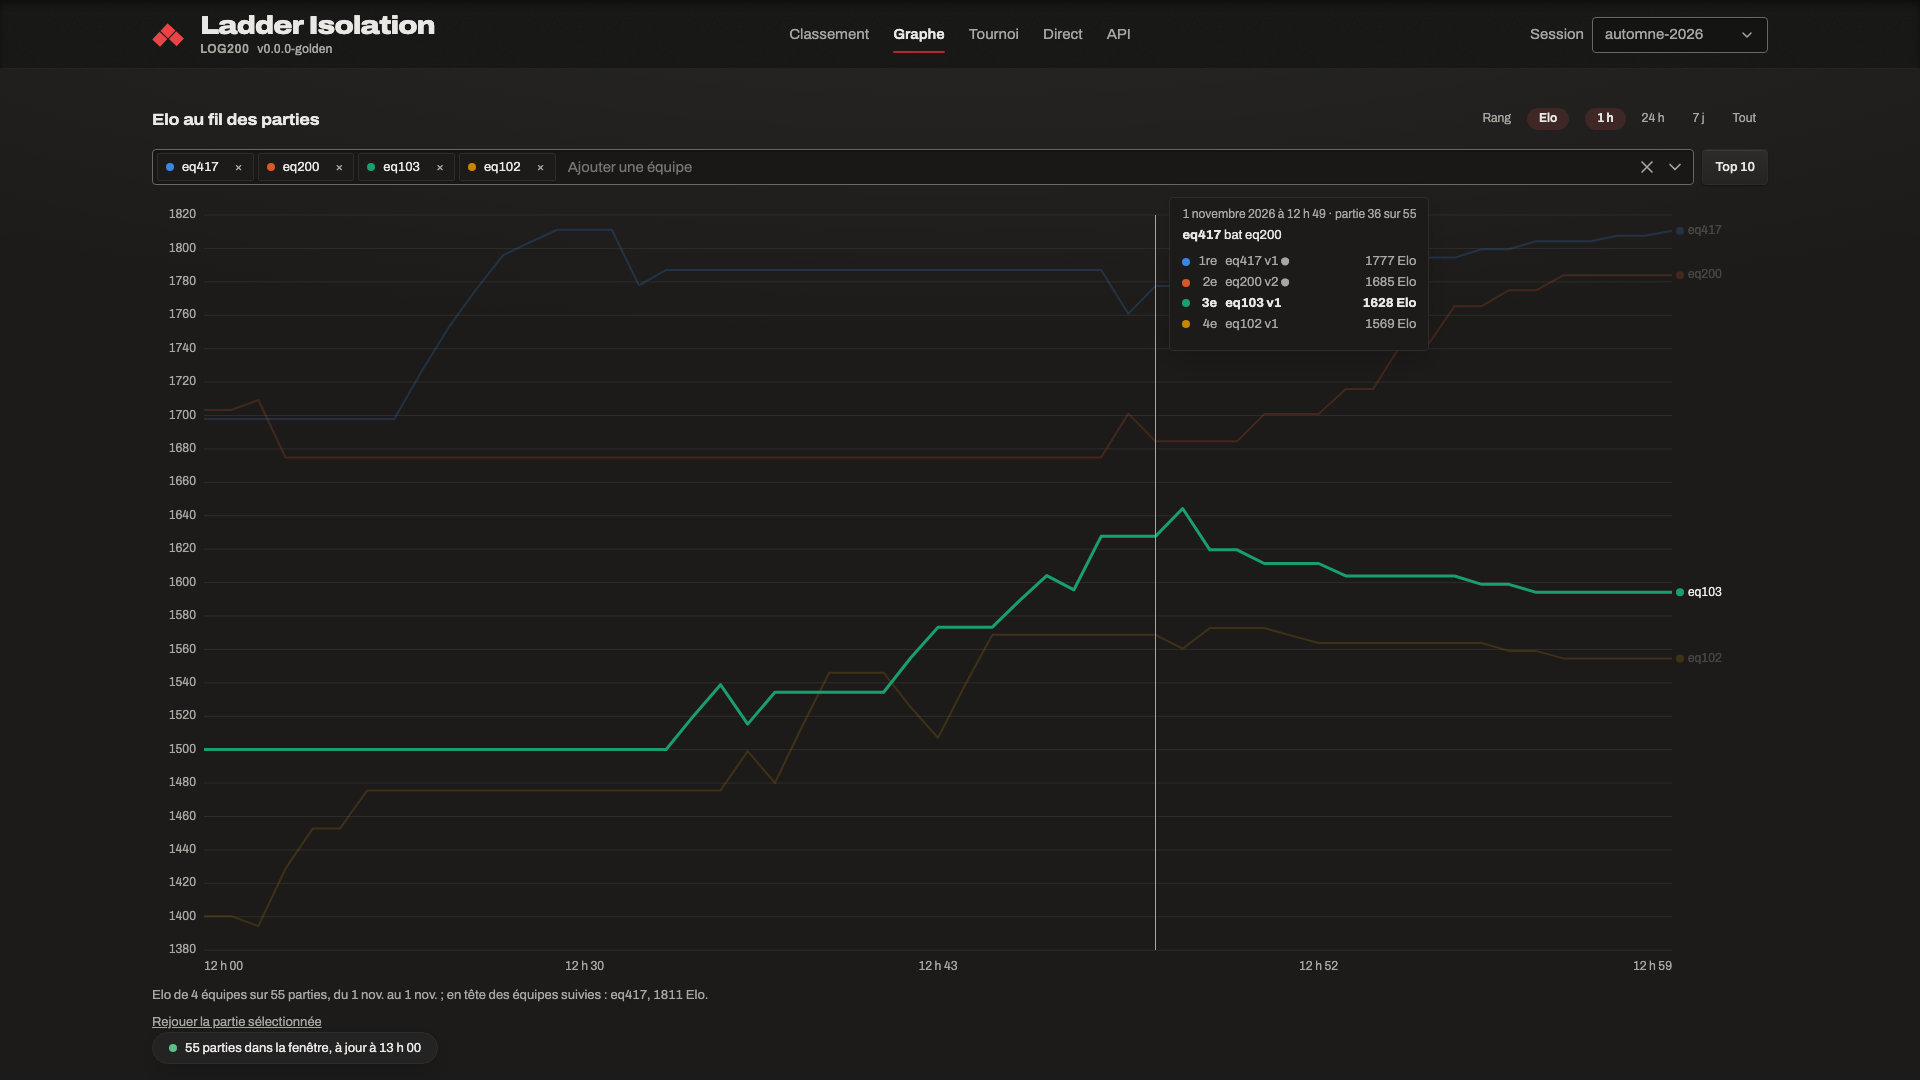 Ladder Isolation
LOG200 v0.0.0-golden
Classement Graphe Tournoi Direct API
Session automne-2026
Elo au fil des parties
Rang Elo 1 h 24 h 7 j Tout
eq417 × eq200 × eq103 × eq102 × Ajouter une équipe
Top 10
1820
1800
1780
1760
1740
1720
1700
1680
1660
1640
1620
1600
1580
1560
1540
1520
1500
1480
1460
1440
1420
1400
1380
1 novembre 2026 à 12 h 49 · partie 36 sur 55
eq417 bat eq200
1re eq417 v1 1777 Elo
2e eq200 v2 1685 Elo
3e eq103 v1 1628 Elo
4e eq102 v1 1569 Elo
eq417
eq200
eq103
eq102
12 h 00 12 h 30 12 h 43 12 h 52 12 h 59
Elo de 4 équipes sur 55 parties, du 1 nov. au 1 nov. ; en tête des équipes suivies : eq417, 1811 Elo.
Rejouer la partie sélectionnée
55 parties dans la fenêtre, à jour à 13 h 00